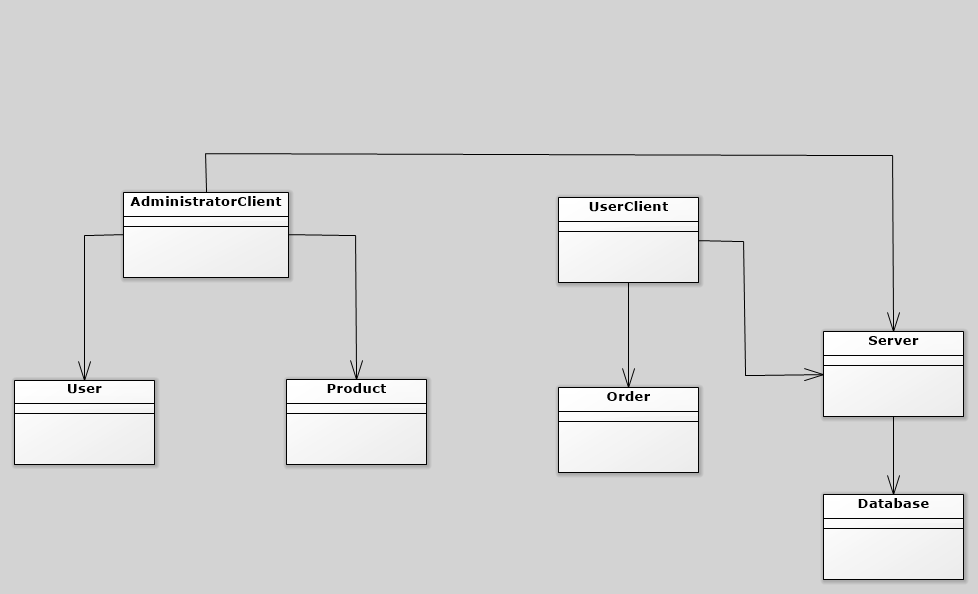 AdministratorClient
UserClient
Server
User
Product
Order
Database